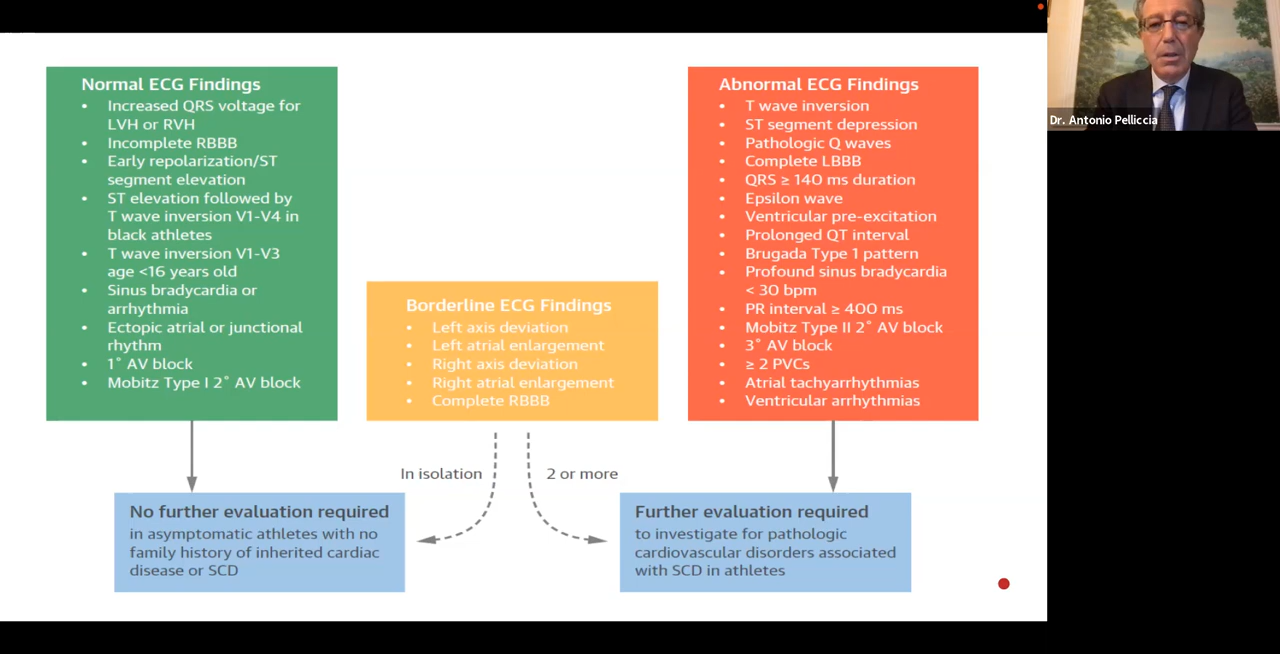 Normal ECG Findings
• Increased QRS voltage for
LVH or RVH
• Incomplete RBBB
• Early repolarization/ST
segment elevation
• ST elevation followed by
T wave inversion V1-V4 in
black athletes
• T wave inversion V1-V3
age <16 years old
• Sinus bradycardia or
arrhythmia
• Ectopic atrial or junctional
rhythm
• 1˚ AV block
• Mobitz Type I 2˚ AV block
Borderline ECG Findings
• Left axis deviation
• Left atrial enlargement
• Right axis deviation
• Right atrial enlargement
• Complete RBBB
Abnormal ECG Findings
• T wave inversion
• ST segment depression
• Pathologic Q waves
• Complete LBBB
• QRS ≥ 140 ms duration
• Epsilon wave
• Ventricular pre-excitation
• Prolonged QT interval
• Brugada Type 1 pattern
• Profound sinus bradycardia
< 30 bpm
• PR interval ≥ 400 ms
• Mobitz Type II 2˚ AV block
• 3˚ AV block
• ≥ 2 PVCs
• Atrial tachyarrhythmias
• Ventricular arrhythmias
In isolation
2 or more
No further evaluation required
in asymptomatic athletes with no
family history of inherited cardiac
disease or SCD
Further evaluation required
to investigate for pathologic
cardiovascular disorders associated
with SCD in athletes
Dr. Antonio Pelliccia